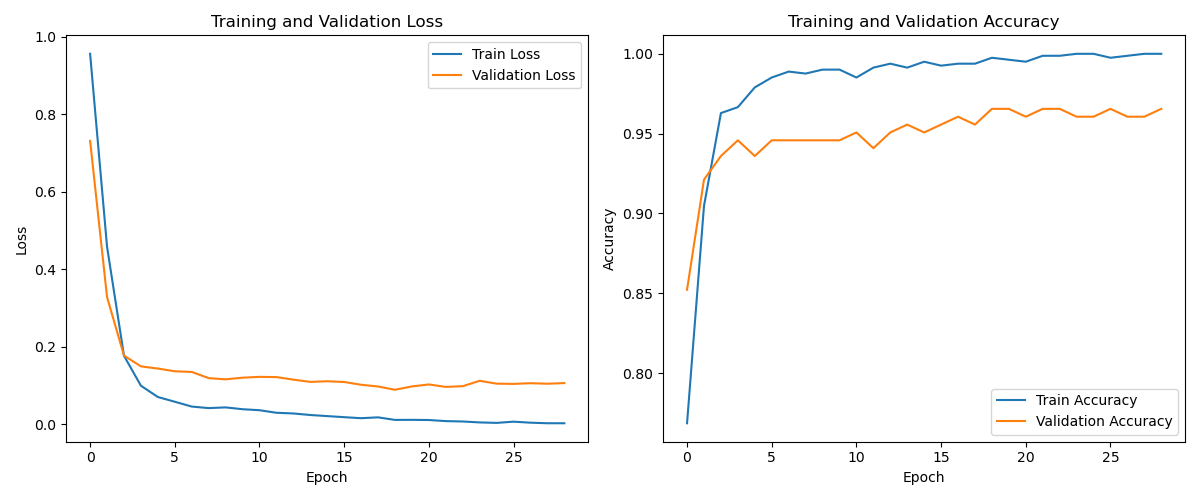 Training and Validation Loss
Train Loss
Validation Loss
1.0
0.8
0.6
0.4
0.2
0.0
Loss
0 5 10 15 20 25
Epoch
Training and Validation Accuracy
1.00
0.95
0.90
0.85
0.80
Accuracy
Train Accuracy
Validation Accuracy
0 5 10 15 20 25
Epoch